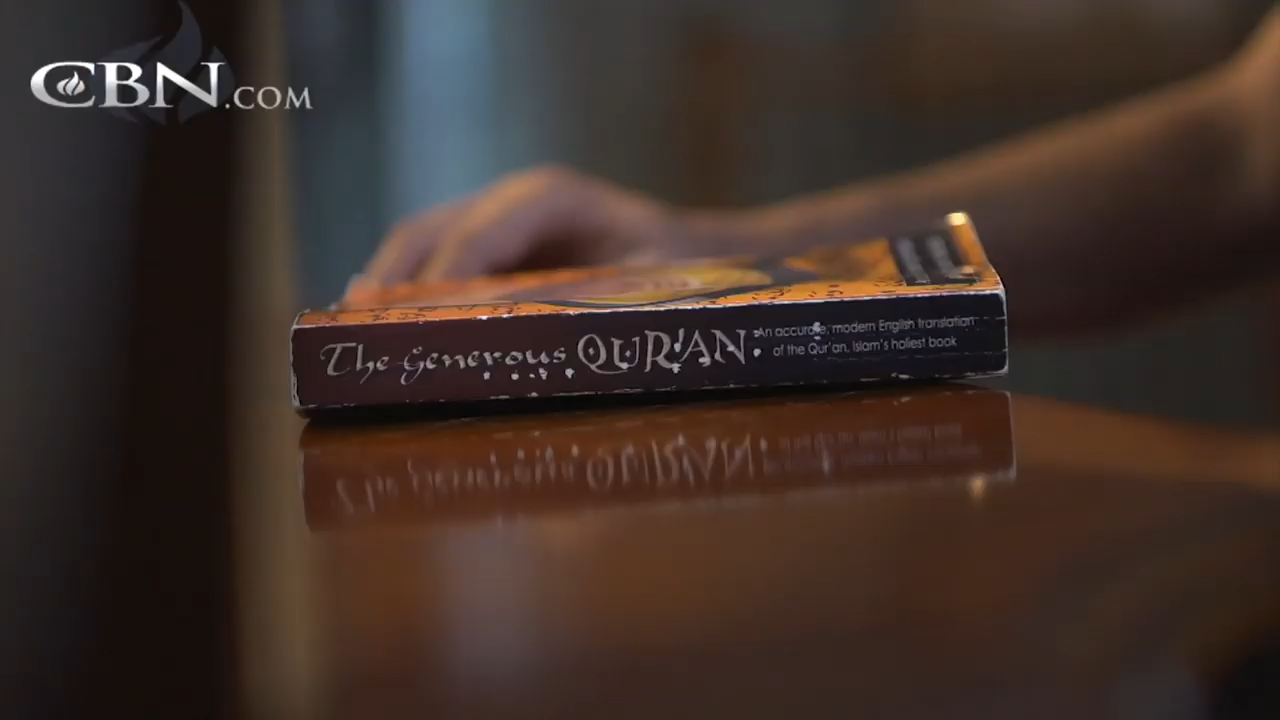 CBN.COM
The Generous QUR'AN:
An accurate, modern English translation
of the Qur'an, Islam's holiest book